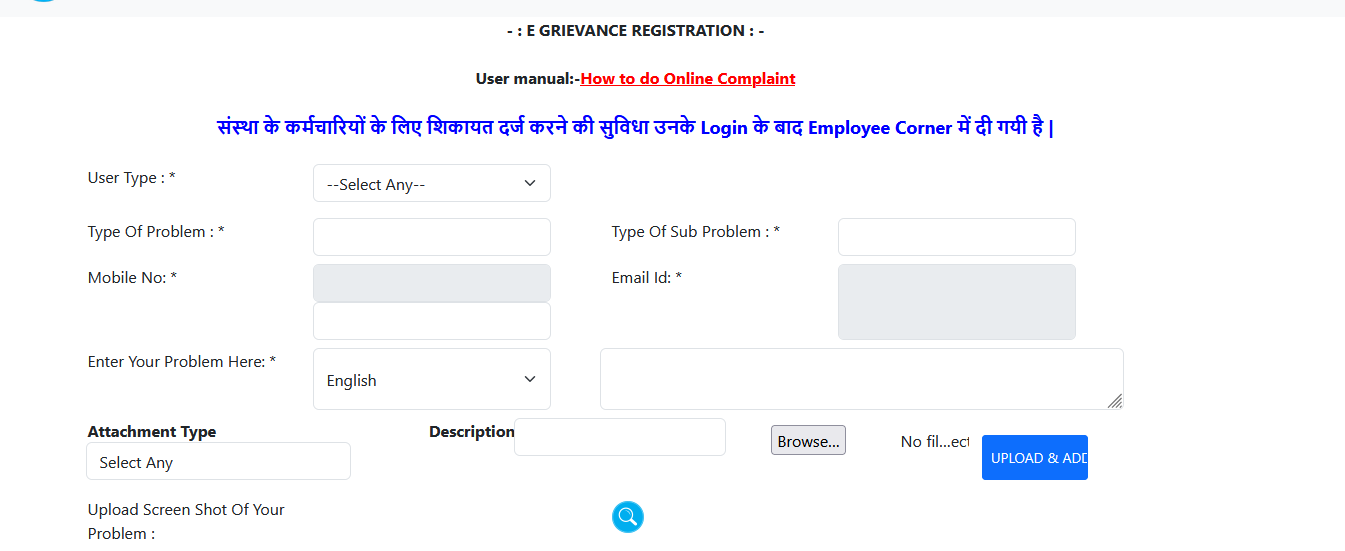 - : E GRIEVANCE REGISTRATION : -
User manual:-How to do Online Complaint
संस्था के कर्मचारियों के लिए शिकायत दर्ज करने की सुविधा उनके Login के बाद Employee Corner में दी गयी है |
User Type : *
--Select Any--
Type Of Problem : *
Type Of Sub Problem : *
Mobile No: *
Email Id: *
Enter Your Problem Here: *
English
Attachment Type
Description
Browse...
No fil...ect
UPLOAD & ADD
Select Any
Upload Screen Shot Of Your
Problem :